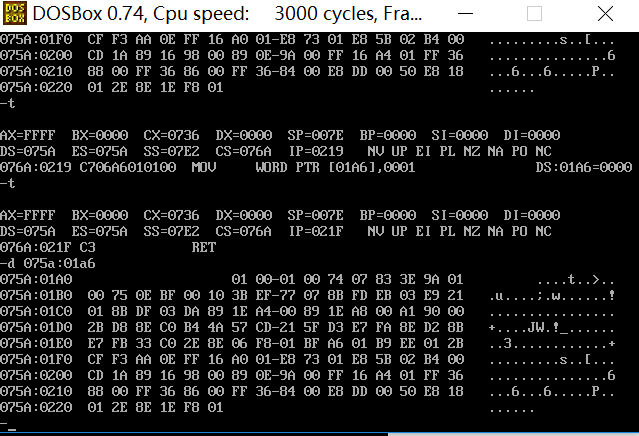 DOSBox 0.74, Cpu speed:    3000 cycles, Fra...
075A:01F0  CF F3 AA 0E FF 16 A0 01-E8 73 01 E8 5B 02 B4 00   .........s..[...
075A:0200  CD 1A 89 16 98 00 89 0E-9A 00 FF 16 A4 01 FF 36   ...............6
075A:0210  88 00 FF 36 86 00 FF 36-84 00 E8 DD 00 50 E8 18   ...6...6.....P..
075A:0220  01 2E 8E 1E F8 01                                 ......
-t
AX=FFFF  BX=0000  CX=0736  DX=0000  SP=007E  BP=0000  SI=0000  DI=0000
DS=075A  ES=075A  SS=07E2  CS=076A  IP=0219   NV UP EI PL NZ NA PO NC
076A:0219 C706A6010100  MOV     WORD PTR [01A6],0001               DS:01A6=0000
-t
AX=FFFF  BX=0000  CX=0736  DX=0000  SP=007E  BP=0000  SI=0000  DI=0000
DS=075A  ES=075A  SS=07E2  CS=076A  IP=021F   NV UP EI PL NZ NA PO NC
076A:021F C3            RET
-d 075a:01a6
075A:01A0                    01 00-01 00 74 07 83 3E 9A 01         ....t..>..
075A:01B0  00 75 0E BF 00 10 3B EF-77 07 8B FD EB 03 E9 21   .u....;.w......!
075A:01C0  01 8B DF 03 DA 89 1E A4-00 89 1E A8 00 A1 90 00   ................
075A:01D0  2B D8 8E C0 B4 4A 57 CD-21 5F D3 E7 FA 8E D2 8B   +....JW.!_......
075A:01E0  E7 FB 33 C0 2E 8E 06 F8-01 BF A6 01 B9 EE 01 2B   ..3............+
075A:01F0  CF F3 AA 0E FF 16 A0 01-E8 73 01 E8 5B 02 B4 00   .........s..[...
075A:0200  CD 1A 89 16 98 00 89 0E-9A 00 FF 16 A4 01 FF 36   ...............6
075A:0210  88 00 FF 36 86 00 FF 36-84 00 E8 DD 00 50 E8 18   ...6...6.....P..
075A:0220  01 2E 8E 1E F8 01                                 ......
-_